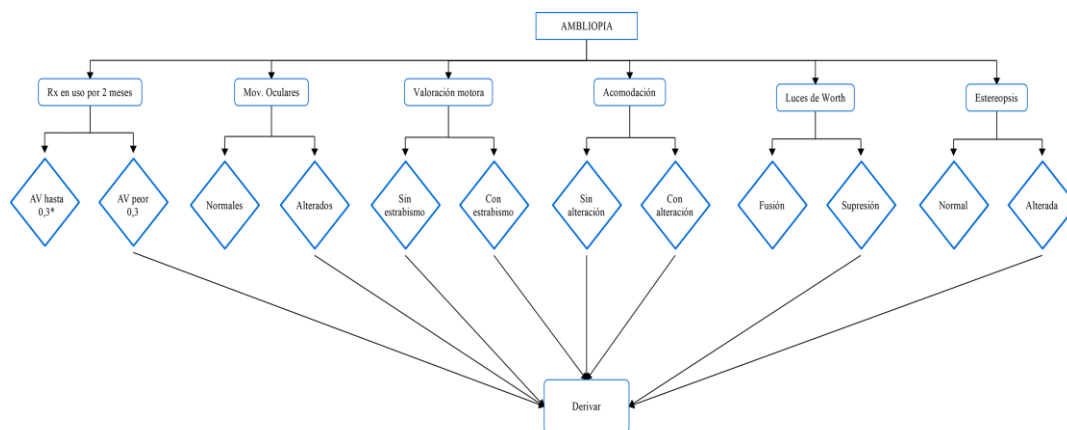 AMBLIOPIA
Rx en uso por 2 meses
Mov. Oculares
Valoración motora
Acomodación
Luces de Worth
Estereopsis
AV hasta
0,3*
AV peor
0,3
Normales
Alterados
Sin
estrabismo
Con
estrabismo
Sin
alteración
Con
alteración
Fusión
Supresión
Normal
Alterada
Derivar